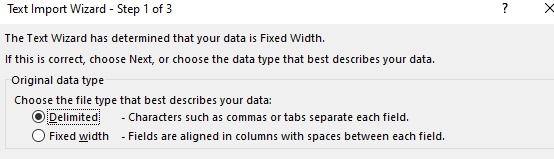 Text Import Wizard - Step 1 of 3
The Text Wizard has determined that your data is Fixed Width.
If this is correct, choose Next, or choose the data type that best describes your data.
Original data type
Choose the file type that best describes your data:
Delimited - Characters such as commas or tabs separate each field.
Fixed width - Fields are aligned in columns with spaces between each field.